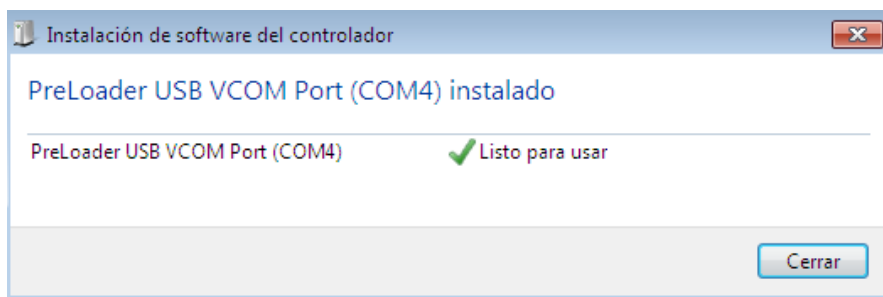 Instalación de software del controlador
PreLoader USB VCOM Port (COM4) instalado
PreLoader USB VCOM Port (COM4) Listo para usar
Cerrar